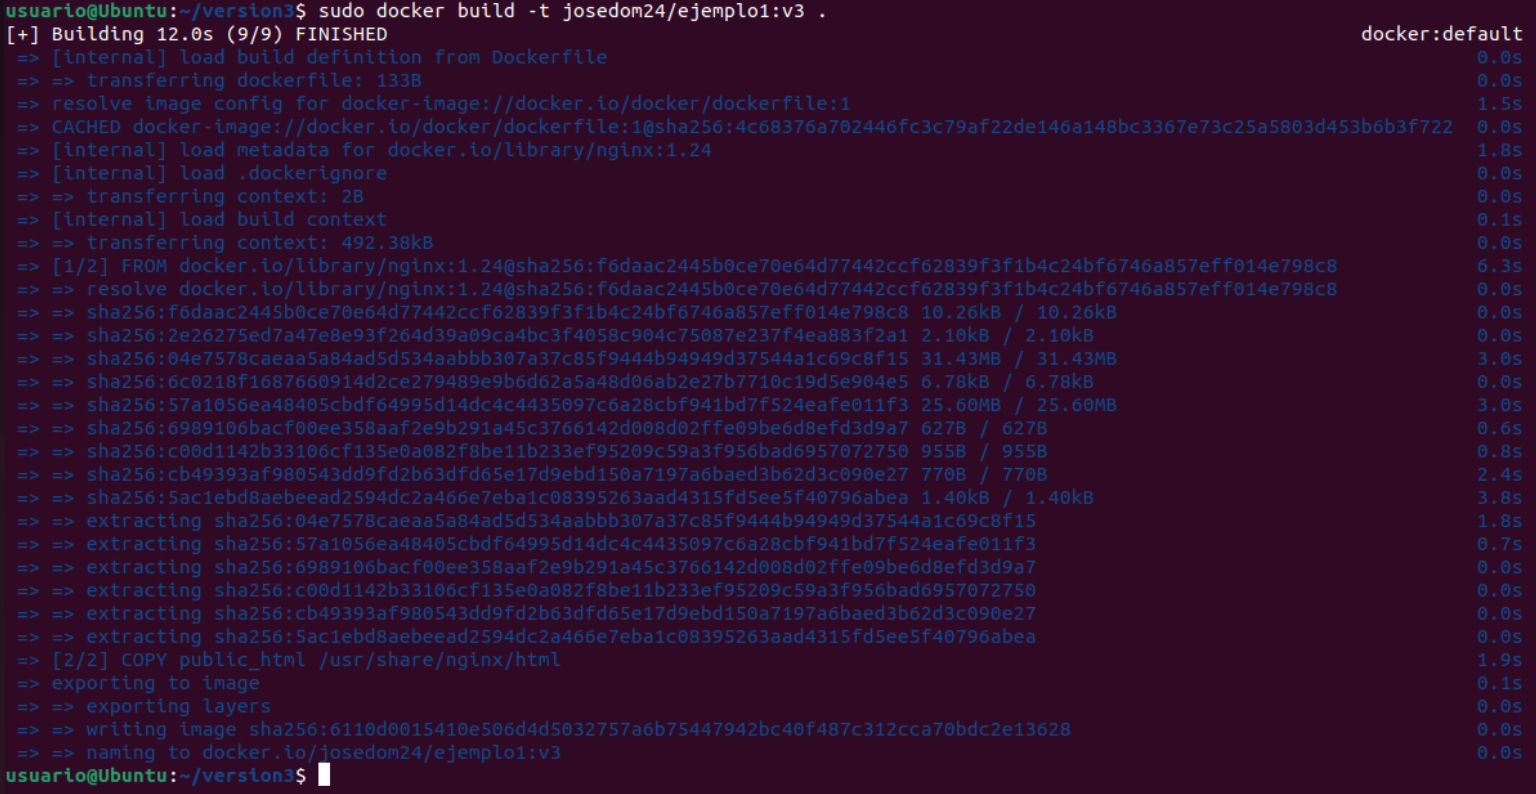 usuario@Ubuntu:~/version3$ sudo docker build -t josedom24/ejemplo1:v3 .
[+] Building 12.0s (9/9) FINISHED docker:default
=> [internal] load build definition from Dockerfile 0.0s
=> => transferring dockerfile: 133B 0.0s
=> resolve image config for docker-image://docker.io/docker/dockerfile:1 1.5s
=> CACHED docker-image://docker.io/docker/dockerfile:1@sha256:4c68376a702446fc3c79af22de146a148bc3367e73c25a5803d453b6b3f722 0.0s
=> [internal] load metadata for docker.io/library/nginx:1.24 1.8s
=> [internal] load .dockerignore 0.0s
=> => transferring context: 2B 0.0s
=> [internal] load build context 0.1s
=> => transferring context: 492.38kB 0.0s
=> [1/2] FROM docker.io/library/nginx:1.24@sha256:f6daac2445b0ce70e64d77442ccf62839f3f1b4c24bf6746a857eff014e798c8 6.3s
=> => resolve docker.io/library/nginx:1.24@sha256:f6daac2445b0ce70e64d77442ccf62839f3f1b4c24bf6746a857eff014e798c8 0.0s
=> => sha256:f6daac2445b0ce70e64d77442ccf62839f3f1b4c24bf6746a857eff014e798c8 10.26kB / 10.26kB 0.0s
=> => sha256:2e26275ed7a47e8e93f264d39a09ca4bc3f4058c904c75087e237f4ea883f2a1 2.10kB / 2.10kB 0.0s
=> => sha256:04e7578caeaa5a84ad5d534aabbb307a37c85f9444b94949d37544a1c69c8f15 31.43MB / 31.43MB 3.0s
=> => sha256:6c0218f1687660914d2ce279489e9b6d62a5a48d06ab2e27b7710c19d5e904e5 6.78kB / 6.78kB 0.0s
=> => sha256:57a1056ea48405cbdf64995d14dc4c4435097c6a28cbf941bd7f524eafe011f3 25.60MB / 25.60MB 3.0s
=> => sha256:6989106bacf00ee358aaf2e9b291a45c3766142d008d02ffe09be6d8efd3d9a7 627B / 627B 0.6s
=> => sha256:c00d1142b33106cf135e0a082f8be11b233ef95209c59a3f956bad6957072750 955B / 955B 0.8s
=> => sha256:cb49393af980543dd9fd2b63dfd65e17d9ebd150a7197a6baed3b62d3c090e27 770B / 770B 2.4s
=> => sha256:5ac1ebd8aebeead2594dc2a466e7eba1c08395263aad4315fd5ee5f40796abea 1.40kB / 1.40kB 3.8s
=> => extracting sha256:04e7578caeaa5a84ad5d534aabbb307a37c85f9444b94949d37544a1c69c8f15 1.8s
=> => extracting sha256:57a1056ea48405cbdf64995d14dc4c4435097c6a28cbf941bd7f524eafe011f3 0.7s
=> => extracting sha256:6989106bacf00ee358aaf2e9b291a45c3766142d008d02ffe09be6d8efd3d9a7 0.0s
=> => extracting sha256:c00d1142b33106cf135e0a082f8be11b233ef95209c59a3f956bad6957072750 0.0s
=> => extracting sha256:cb49393af980543dd9fd2b63dfd65e17d9ebd150a7197a6baed3b62d3c090e27 0.0s
=> => extracting sha256:5ac1ebd8aebeead2594dc2a466e7eba1c08395263aad4315fd5ee5f40796abea 0.0s
=> [2/2] COPY public_html /usr/share/nginx/html 1.9s
=> exporting to image 0.1s
=> => exporting layers 0.0s
=> => writing image sha256:6110d0015410e506d4d5032757a6b75447942bc40f487c312cca70bdc2e13628 0.0s
=> => naming to docker.io/josedom24/ejemplo1:v3 0.0s
usuario@Ubuntu:~/version3$